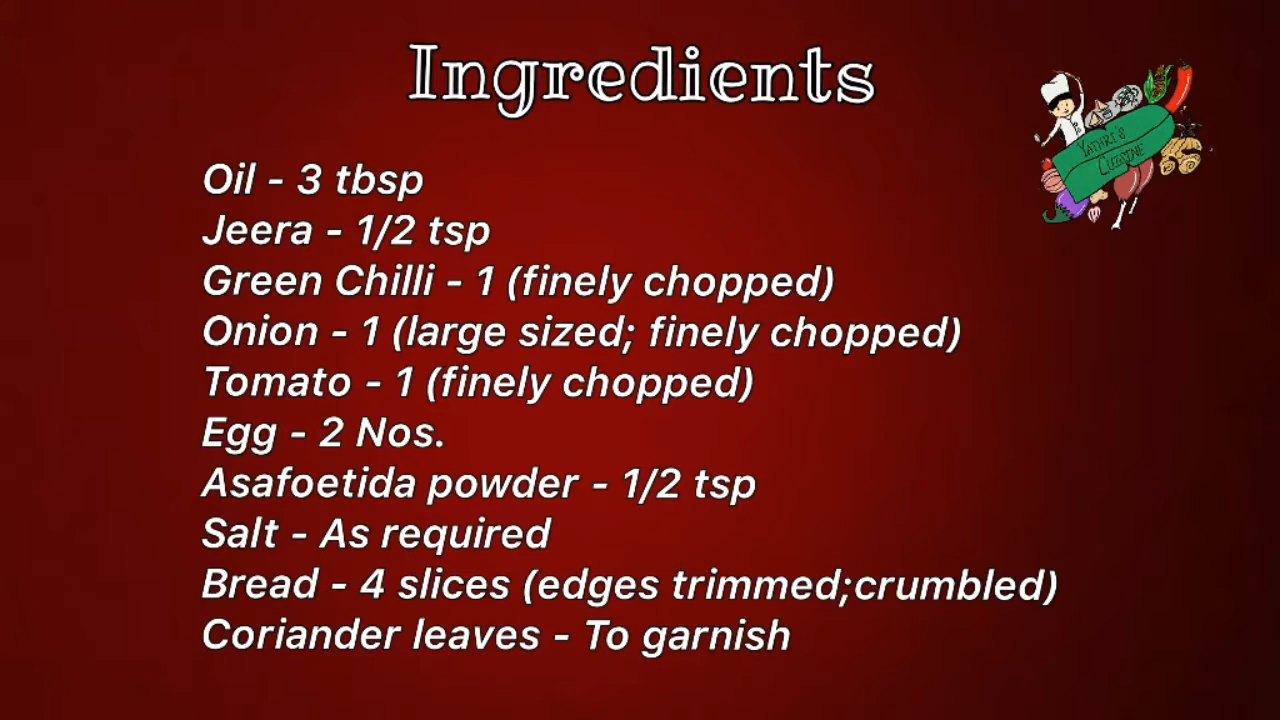 Ingredients
YADHRI'S
CUISINE
Oil - 3 tbsp
Jeera - 1/2 tsp
Green Chilli - 1 (finely chopped)
Onion - 1 (large sized; finely chopped)
Tomato - 1 (finely chopped)
Egg - 2 Nos.
Asafoetida powder - 1/2 tsp
Salt - As required
Bread - 4 slices (edges trimmed;crumbled)
Coriander leaves - To garnish